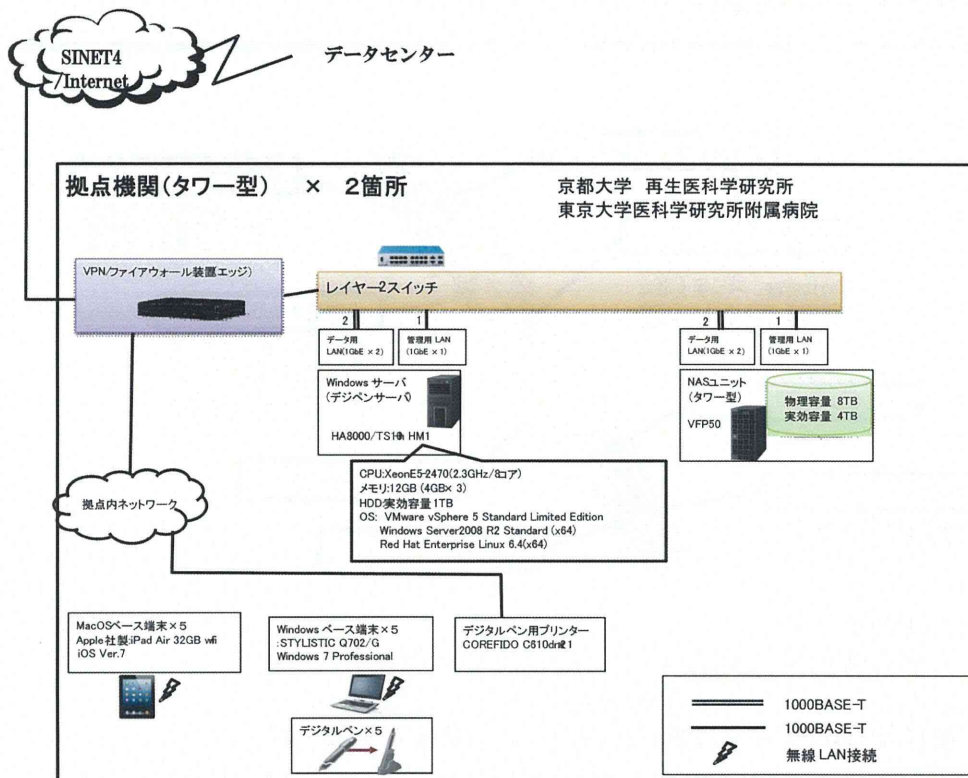 SINET4
/Internet
データセンター
拠点機関(タワー型) × 2箇所
京都大学 再生医科学研究所
東京大学医科学研究所附属病院
VPN/ファイアウォール装置エッジ)
レイヤー2スイッチ
2
1
2
1
データ用
LAN(1GbE × 2)
管理用 LAN
(1GbE × 1)
データ用
LAN(1GbE × 2)
管理用 LAN
(1GbE × 1)
Windows サーバ
(デジペンサーバ)
HA8000/ HM1
NASユニット
(タワー型)
VFP50
物理容量 8TB
実効容量 4TB
CPU:XeonE5-2470(2.3GHz/8コア)
メモリ:12GB (4GB× 3)
HDD:実効容量1TB
OS: VMware vSphere 5 Standard Limited Edition
Windows Server2008 R2 Standard (x64)
Red Hat Enterprise Linux 6.4(x64)
拠点内ネットワーク
MacOSベース端末×5
Apple社製:iPad Air 32GB wifi
iOS Ver.7
Windows ベース端末×5
:STYLISTIC Q702/G
Windows 7 Professional
デジタルペン×5
デジタルペン用プリンター
COREFIDO
1000BASE-T
1000BASE-T
無線 LAN接続